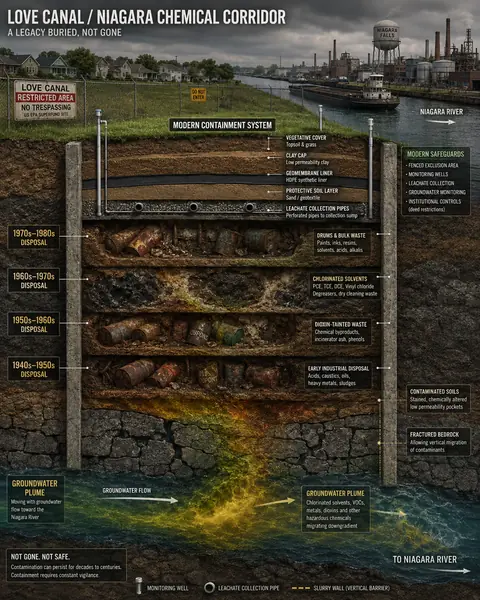 LOVE CANAL / NIAGARA CHEMICAL CORRIDOR
A LEGACY BURIED, NOT GONE
NIAGARA
FALLS
LOVE CANAL
RESTRICTED AREA
NO TRESPASSING
US EPA SUPERFUND SITE
DO NOT
ENTER
NIAGARA RIVER
MODERN CONTAINMENT SYSTEM
VEGETATIVE COVER
Topsoil & grass
CLAY CAP
Low permeability clay
GEOMEMBRANE LINER
HDPE synthetic liner
PROTECTIVE SOIL LAYER
Sand / geotextile
LEACHATE COLLECTION PIPES
Perforated pipes to collection sump
MODERN SAFEGUARDS
• FENCED EXCLUSION AREA
• MONITORING WELLS
• LEACHATE COLLECTION
• GROUNDWATER MONITORING
• INSTITUTIONAL CONTROLS
(deed restrictions)
1970s–1980s
DISPOSAL
DRUMS & BULK WASTE
Paints, inks, resins,
solvents, acids, alkalis
1960s–1970s
DISPOSAL
CHLORINATED SOLVENTS
PCE, TCE, DCE, Vinyl chloride
Degreasers, dry cleaning waste
1950s–1960s
DISPOSAL
DIOXIN-TAINTED WASTE
Chemical byproducts,
incinerator ash, phenols
1940s–1950s
DISPOSAL
EARLY INDUSTRIAL DISPOSAL
Acids, caustics, oils,
heavy metals, sludges
CONTAMINATED SOILS
Stained, chemically altered
low permeability pockets
FRACTURED BEDROCK
Allowing vertical migration
of contaminants
GROUNDWATER
PLUME
Moving with groundwater
flow toward the
Niagara River
GROUNDWATER FLOW
GROUNDWATER PLUME
Chlorinated solvents, VOCs,
metals, dioxins and other
hazardous chemicals
migrating downgradient
NOT GONE. NOT SAFE.
Contamination can persist for decades to centuries.
Containment requires constant vigilance.
TO NIAGARA RIVER
MONITORING WELL
LEACHATE COLLECTION PIPE
SLURRY WALL (VERTICAL BARRIER)